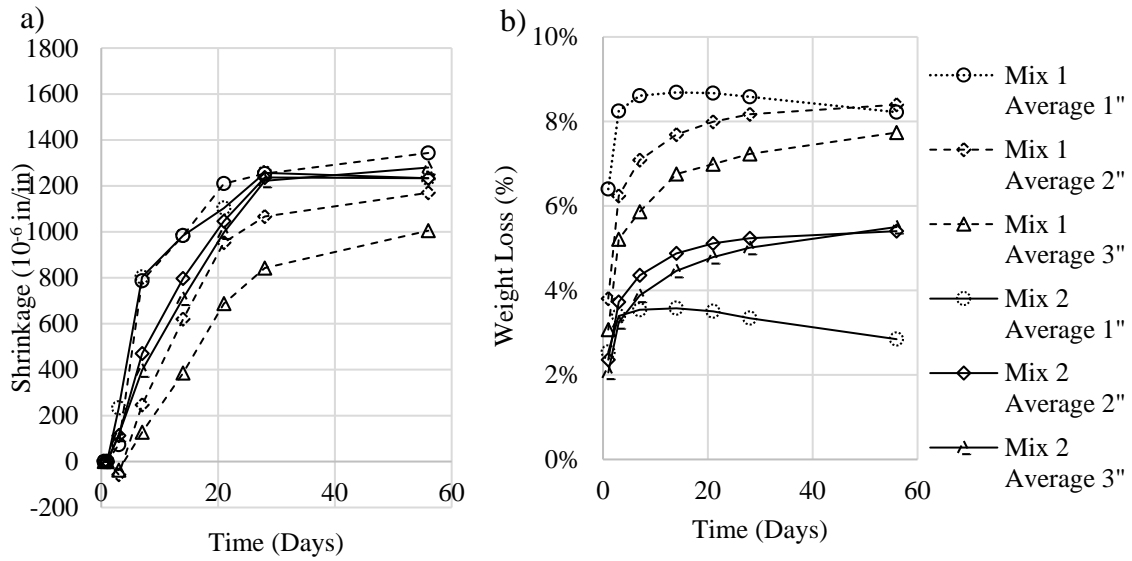 a)
1800
1600
1400
1200
1000
800
600
400
200
0
-200
Shrinkage (10-6 in/in)
0 20 40 60
Time (Days)
b)
10%
8%
6%
4%
2%
0%
Weight Loss (%)
0 20 40 60
Time (Days)
Mix 1
Average 1"
Mix 1
Average 2"
Mix 1
Average 3"
Mix 2
Average 1"
Mix 2
Average 2"
Mix 2
Average 3"